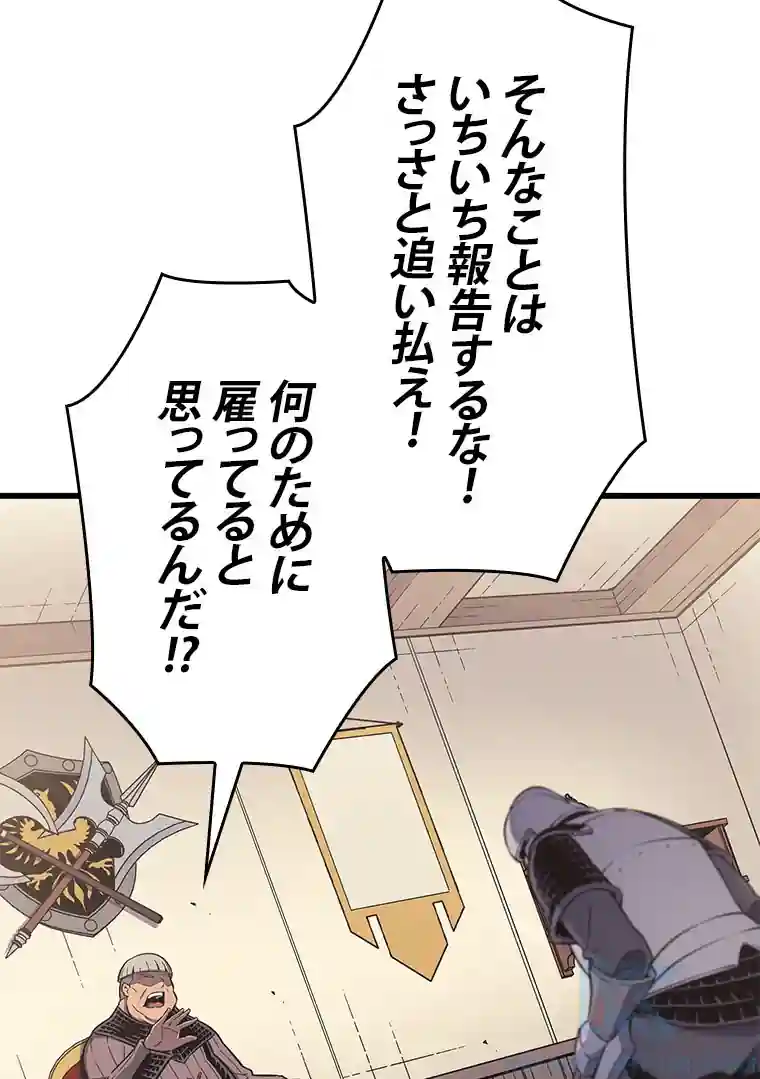 そんなことは
いちいち報告するな！
さっさと追い払え！
何のために
雇ってると
思ってるんだ!?